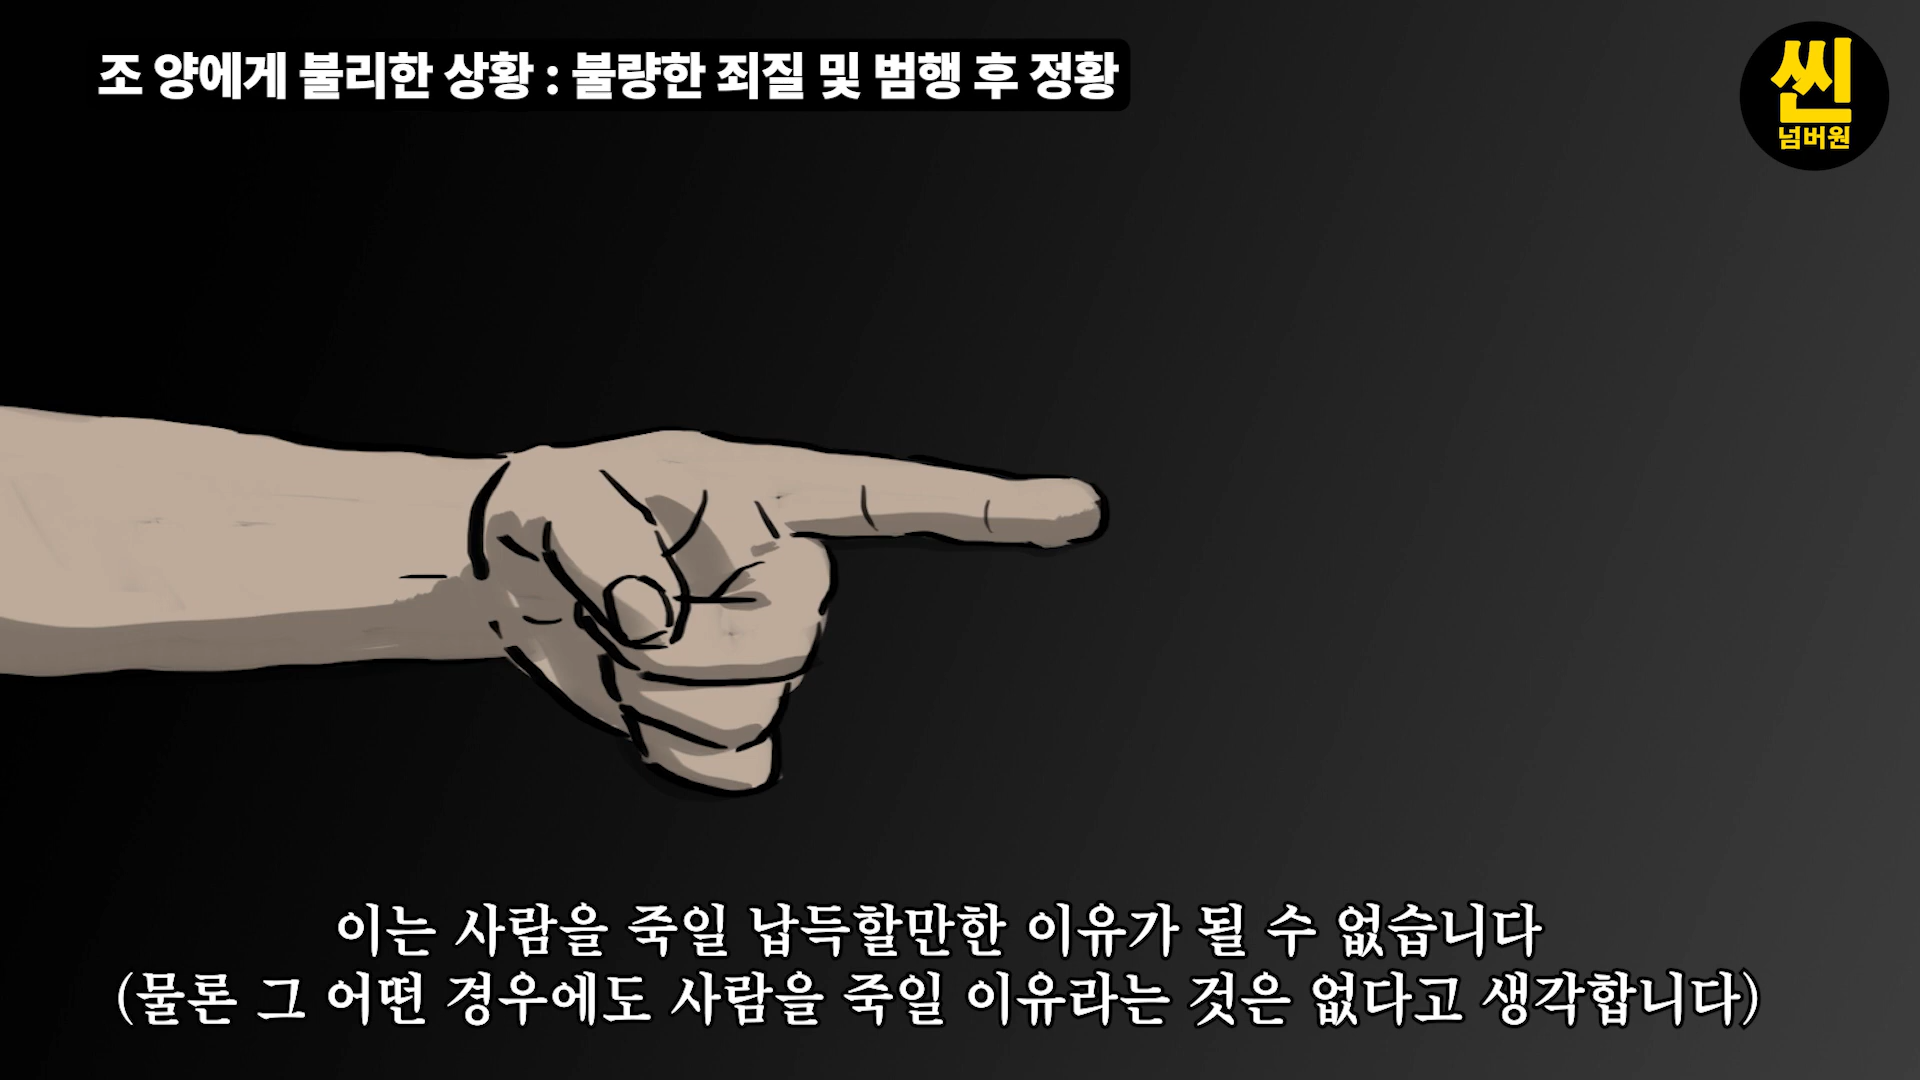 조 양에게 불리한 상황 : 불량한 죄질 및 범행 후 정황
씬
넘버원
이는 사람을 죽일 납득할만한 이유가 될 수 없습니다
(물론 그 어떤 경우에도 사람을 죽일 이유라는 것은 없다고 생각합니다)